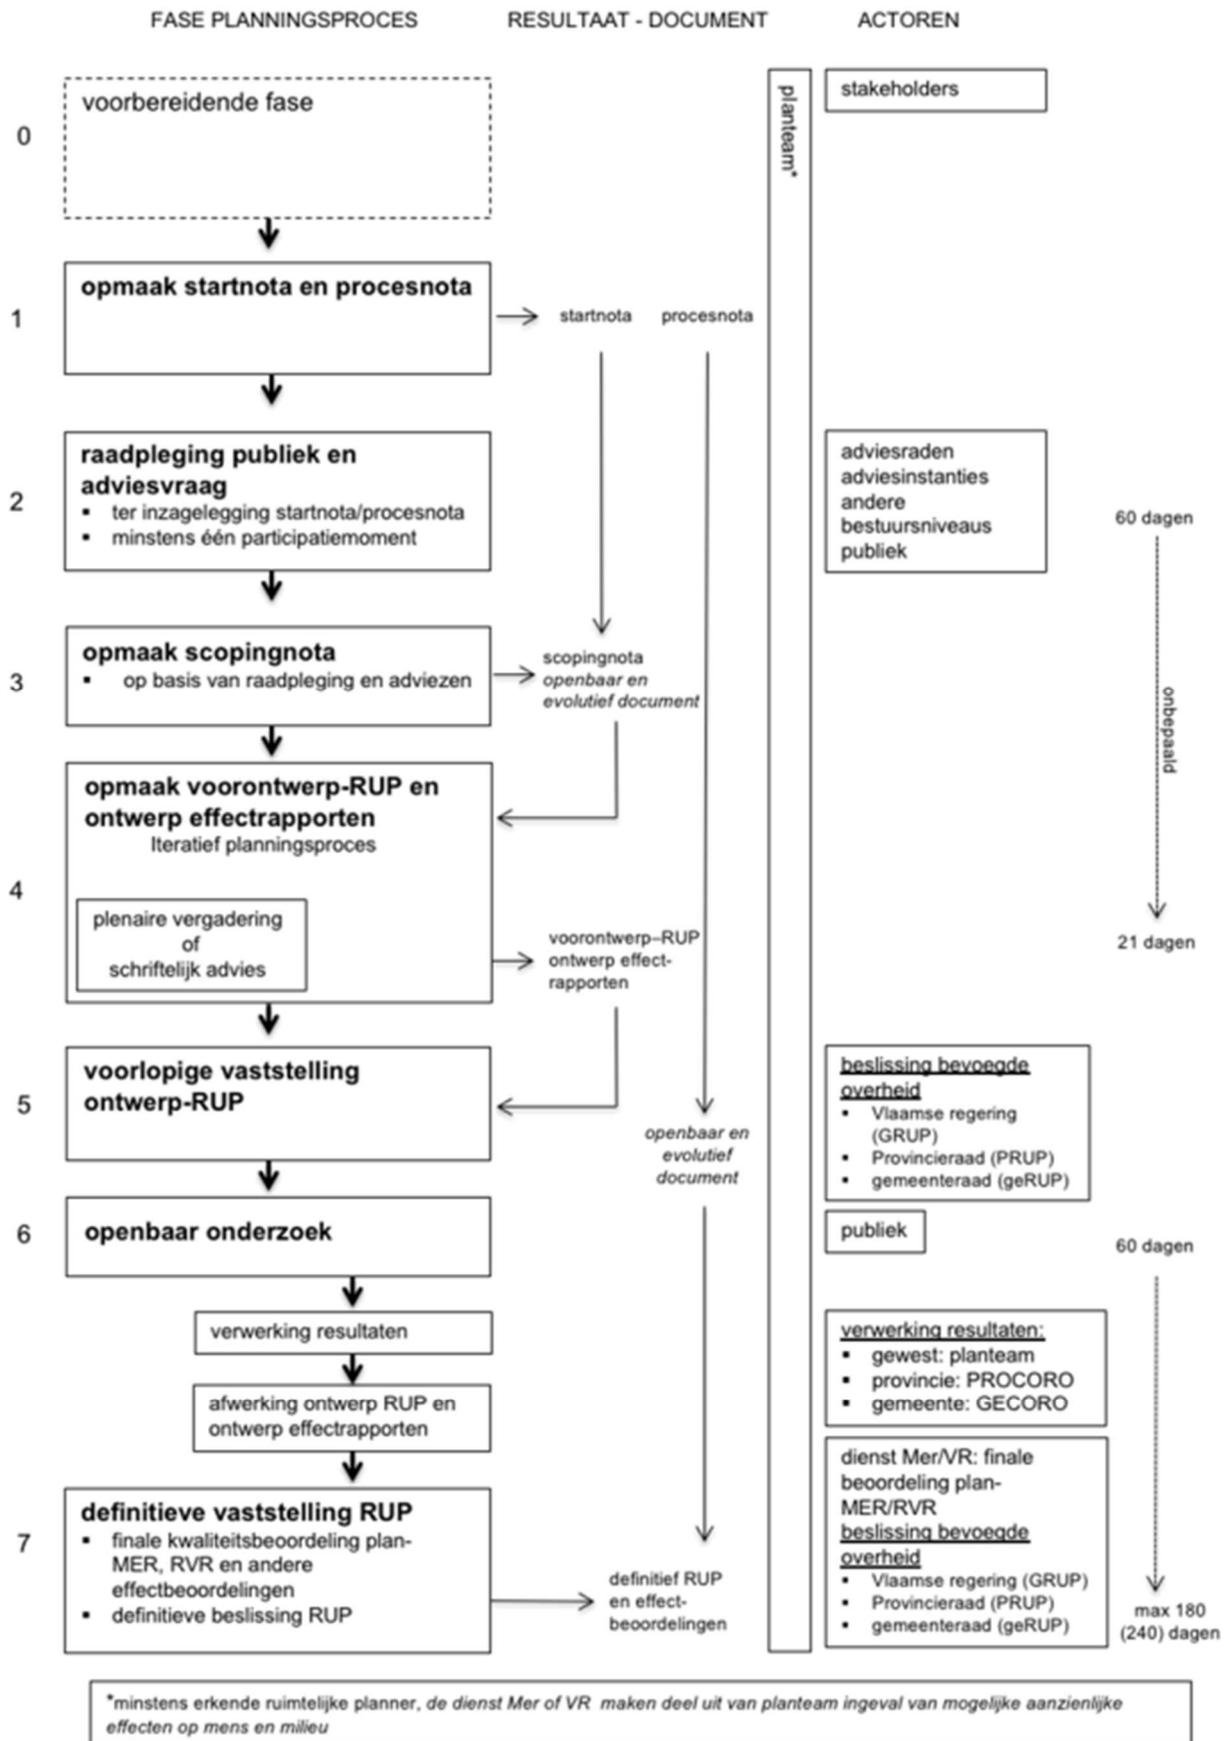 FASE PLANNINGSPROCES
RESULTAAT - DOCUMENT
ACTOREN
0
voorbereidende fase
planteam*
stakeholders
1
opmaak startnota en procesnota
startnota
procesnota
2
raadpleging publiek en
adviesvraag
▪ ter inzagelegging startnota/procesnota
▪ minstens één participatiemoment
adviesraden
adviesinstanties
andere
bestuursniveaus
publiek
60 dagen
3
opmaak scopingnota
▪ op basis van raadpleging en adviezen
scopingnota
openbaar en
evolutief document
onbepaald
4
opmaak voorontwerp-RUP en
ontwerp effectrapporten
Iteratief planningsproces
plenaire vergadering
of
schriftelijk advies
voorontwerp–RUP
ontwerp effect-
rapporten
21 dagen
5
voorlopige vaststelling
ontwerp-RUP
openbaar en
evolutief
document
beslissing bevoegde
overheid
▪ Vlaamse regering
(GRUP)
▪ Provincieraad (PRUP)
▪ gemeenteraad (geRUP)
6
openbaar onderzoek
publiek
60 dagen
verwerking resultaten
afwerking ontwerp RUP en
ontwerp effectrapporten
verwerking resultaten:
▪ gewest: planteam
▪ provincie: PROCORO
▪ gemeente: GECORO
7
definitieve vaststelling RUP
▪ finale kwaliteitsbeoordeling plan-
MER, RVR en andere
effectbeoordelingen
▪ definitieve beslissing RUP
definitief RUP
en effect-
beoordelingen
dienst Mer/VR: finale
beoordeling plan-
MER/RVR
beslissing bevoegde
overheid
▪ Vlaamse regering (GRUP)
▪ Provincieraad (PRUP)
▪ gemeenteraad (geRUP)
max 180
(240) dagen
*minstens erkende ruimtelijke planner, de dienst Mer of VR maken deel uit van planteam ingeval van mogelijke aanzienlijke
effecten op mens en milieu